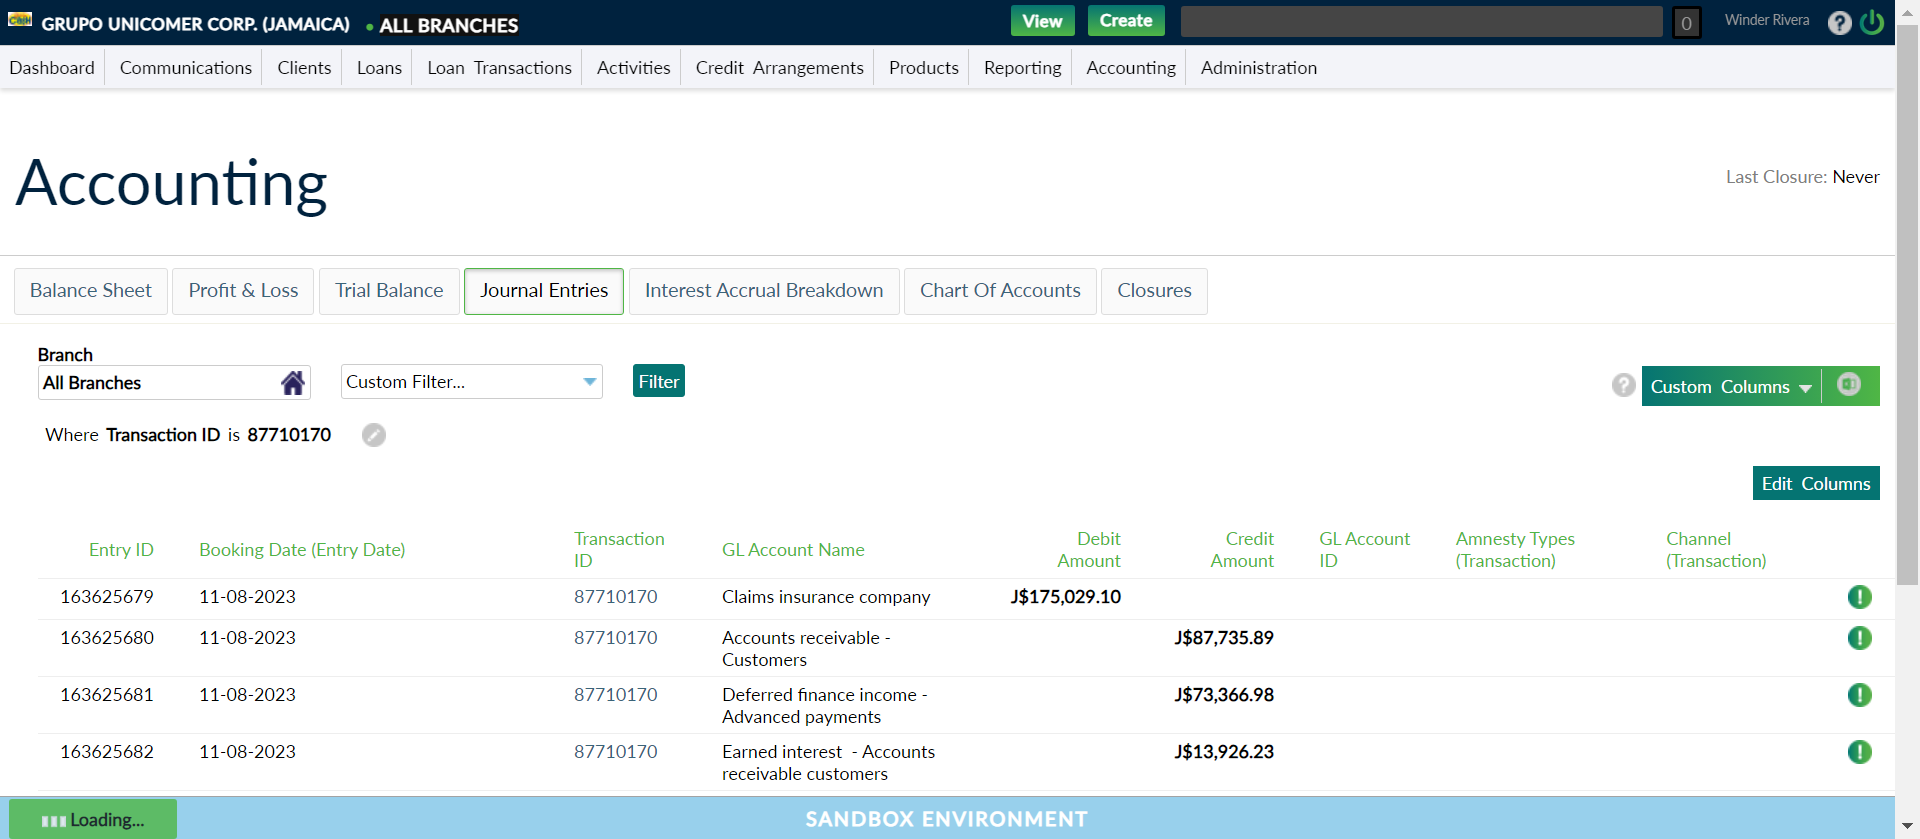 Cash GRUPO UNICOMER CORP. (JAMAICA) ALL BRANCHES View Create 0 Winder Rivera ?
Dashboard Communications Clients Loans Loan Transactions Activities Credit Arrangements Products Reporting Accounting Administration
Accounting
Last Closure: Never
Balance Sheet Profit & Loss Trial Balance Journal Entries Interest Accrual Breakdown Chart Of Accounts Closures
Branch
All Branches Custom Filter... Filter ? Custom Columns
Where Transaction ID is 87710170
Edit Columns
Entry ID Booking Date (Entry Date) Transaction ID GL Account Name Debit Amount Credit Amount GL Account ID Amnesty Types (Transaction) Channel (Transaction)
163625679 11-08-2023 87710170 Claims insurance company J$175,029.10 !
163625680 11-08-2023 87710170 Accounts receivable - Customers J$87,735.89 !
163625681 11-08-2023 87710170 Deferred finance income - Advanced payments J$73,366.98 !
163625682 11-08-2023 87710170 Earned interest - Accounts receivable customers J$13,926.23 !
Loading... SANDBOX ENVIRONMENT